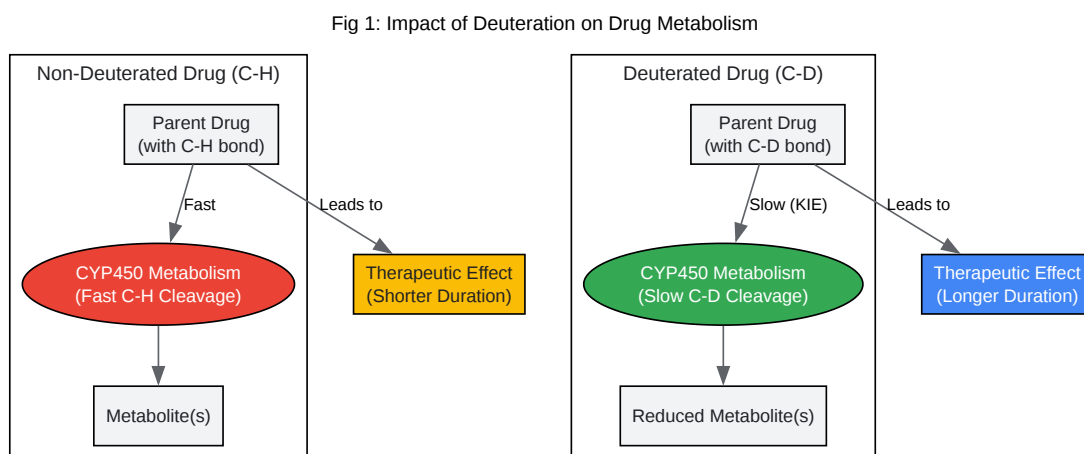 Fig 1: Impact of Deuteration on Drug Metabolism
Non-Deuterated Drug (C-H)
Parent Drug
(with C-H bond)
Fast
Leads to
CYP450 Metabolism
(Fast C-H Cleavage)
Therapeutic Effect
(Shorter Duration)
Metabolite(s)
Deuterated Drug (C-D)
Parent Drug
(with C-D bond)
Slow (KIE)
Leads to
CYP450 Metabolism
(Slow C-D Cleavage)
Therapeutic Effect
(Longer Duration)
Reduced Metabolite(s)